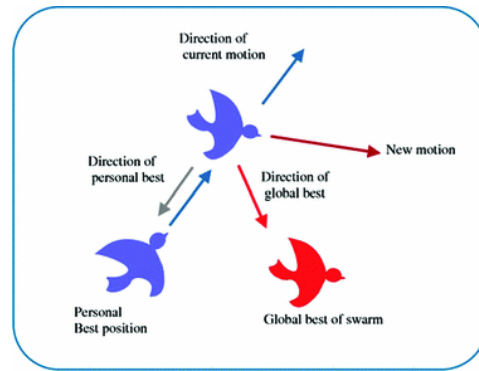 Direction of
current motion
New motion
Direction of
personal best
Direction of
global best
Personal
Best position
Global best of swarm